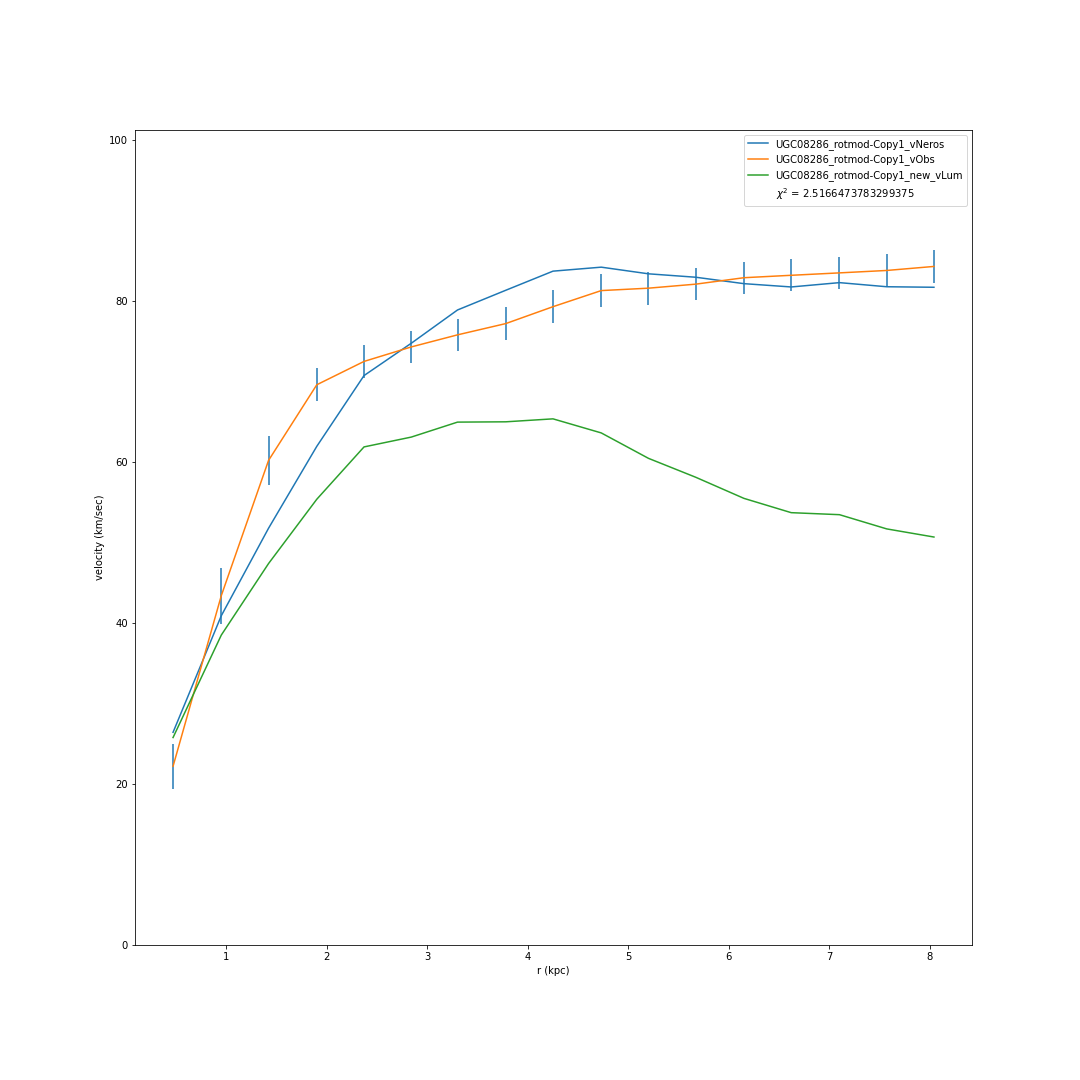 100
80
60
40
20
0
velocity (km/sec)
1 2 3 4 5 6 7 8
r (kpc)
UGC08286_rotmod-Copy1_vNeros
UGC08286_rotmod-Copy1_vObs
UGC08286_rotmod-Copy1_new_vLum
χ² = 2.5166473783299375